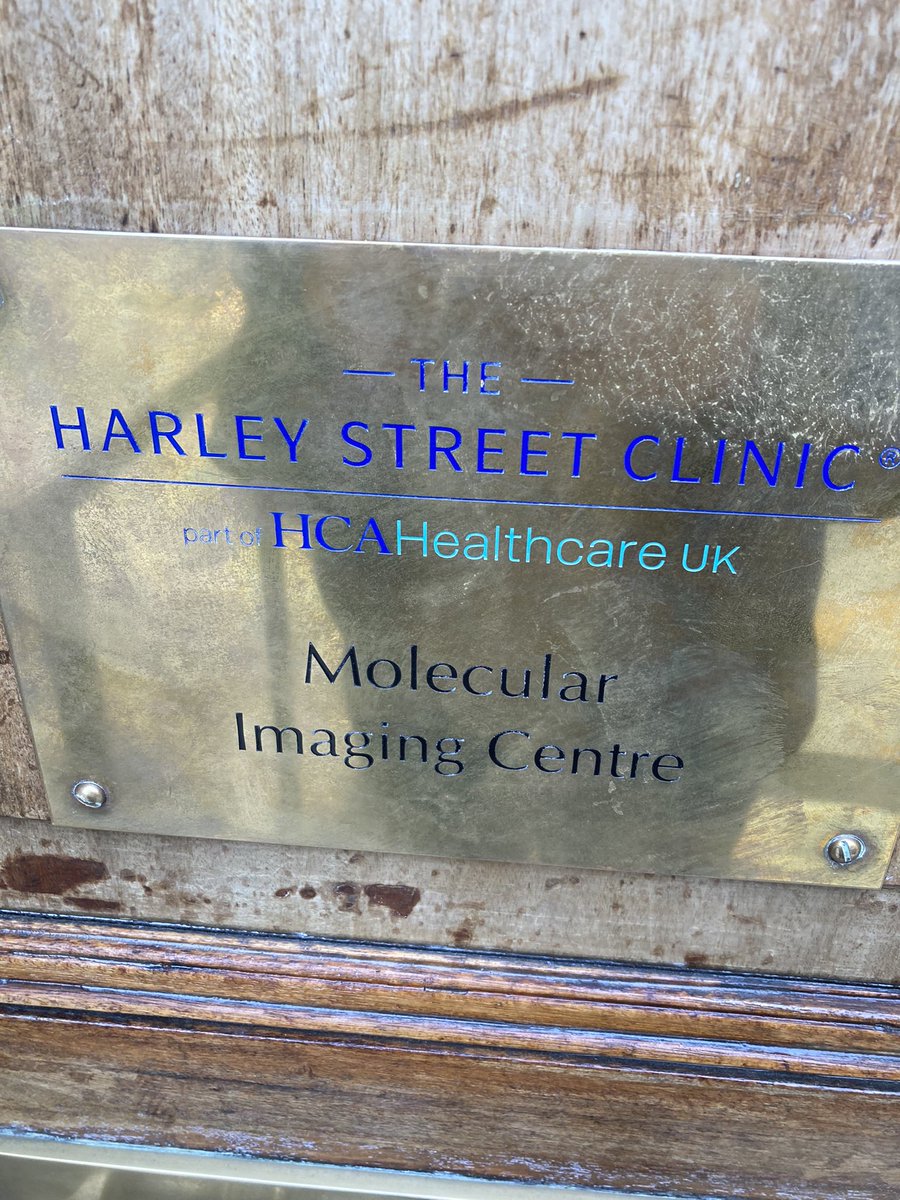 — THE —
HARLEY STREET CLINIC®
part of HCAHealthcare UK
Molecular
Imaging Centre